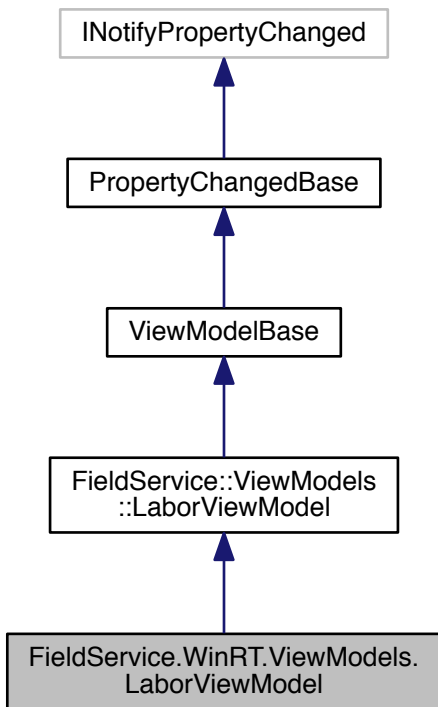 INotifyPropertyChanged
PropertyChangedBase
ViewModelBase
FieldService::ViewModels
::LaborViewModel
FieldService.WinRT.ViewModels.
LaborViewModel